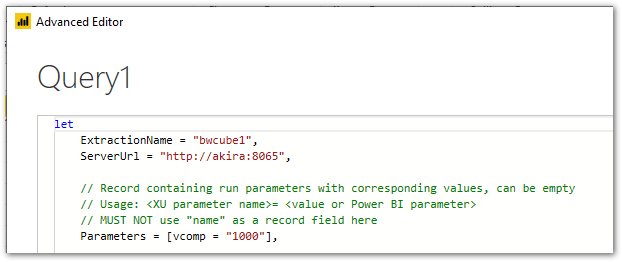 Advanced Editor
Query1
let
ExtractionName = "bwcube1",
ServerUrl = "http://akira:8065",
// Record containing run parameters with corresponding values, can be empty
// Usage: <XU parameter name>= <value or Power BI parameter>
// MUST NOT use "name" as a record field here
Parameters = [vcomp = "1000"],